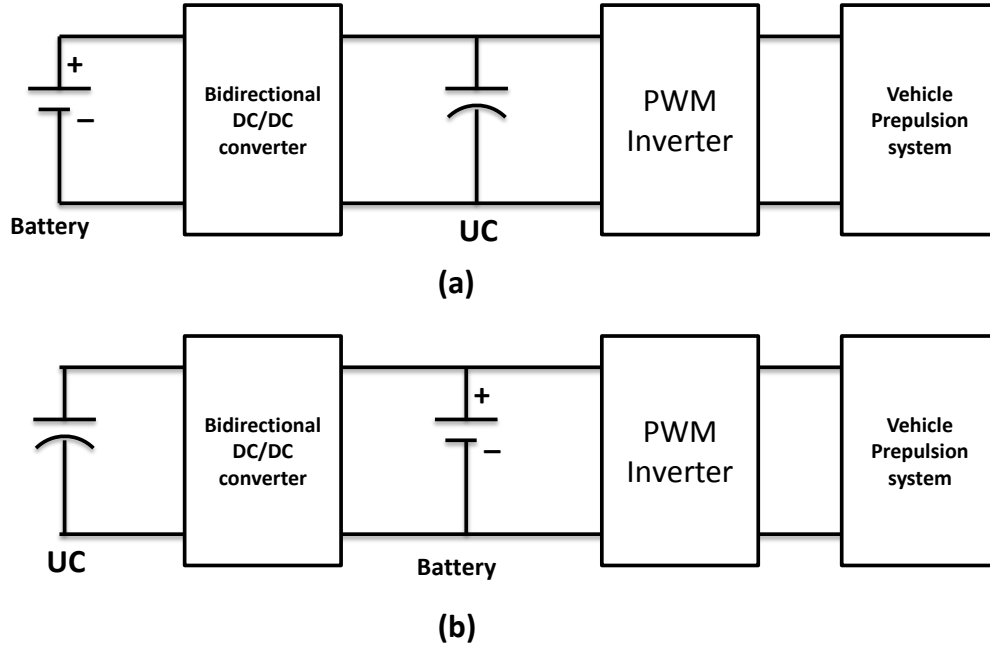 +
−
Battery
Bidirectional
DC/DC
converter
UC
PWM
Inverter
Vehicle
Prepulsion
system
(a)
UC
Bidirectional
DC/DC
converter
+
−
Battery
PWM
Inverter
Vehicle
Prepulsion
system
(b)